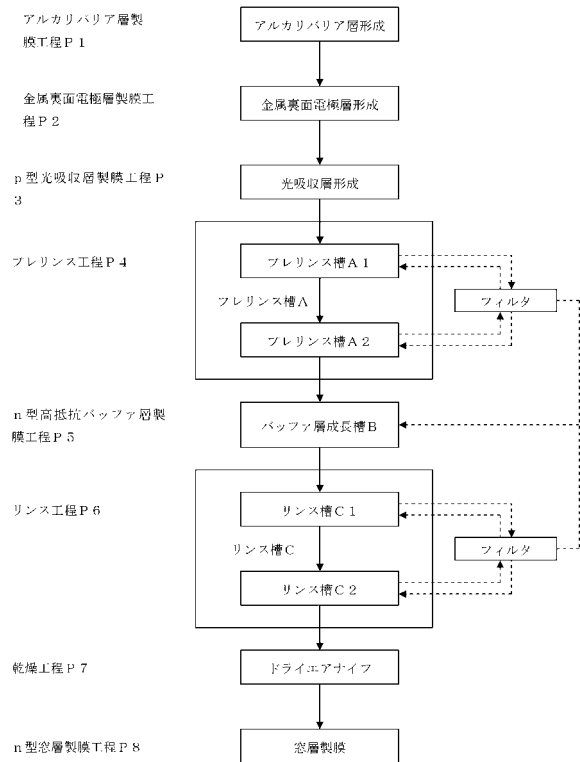 アルカリバリア層製
膜工程P1
アルカリバリア層形成
金属裏面電極層製膜工
程P2
金属裏面電極層形成
p型光吸収層製膜工程P
3
光吸収層形成
プレリンス工程P4
プレリンス槽A1
プレリンス槽A
フィルタ
プレリンス槽A2
n型高抵抗バッファ層製
膜工程P5
バッファ層成長槽B
リンス工程P6
リンス槽C1
リンス槽C
フィルタ
リンス槽C2
乾燥工程P7
ドライエアナイフ
n型窓層製膜工程P8
窓層製膜